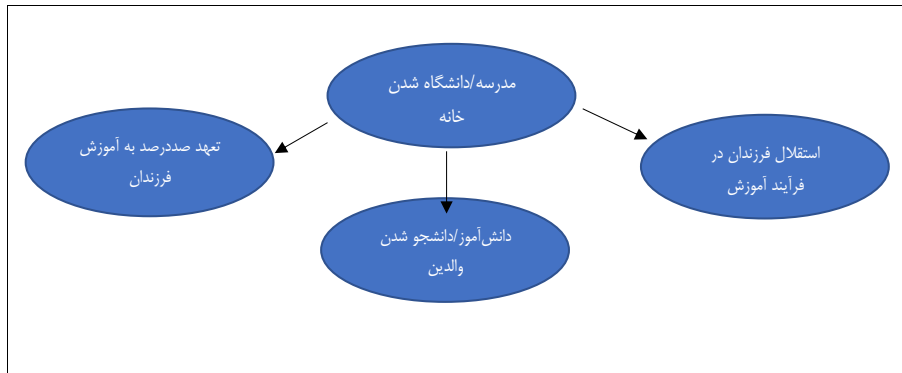 مدرسه/دانشگاه شدن
خانه
استقلال فرزندان در
فرآیند آموزش
تعهد صددرصد به آموزش
فرزندان
دانش‌آموز/دانشجو شدن
والدین